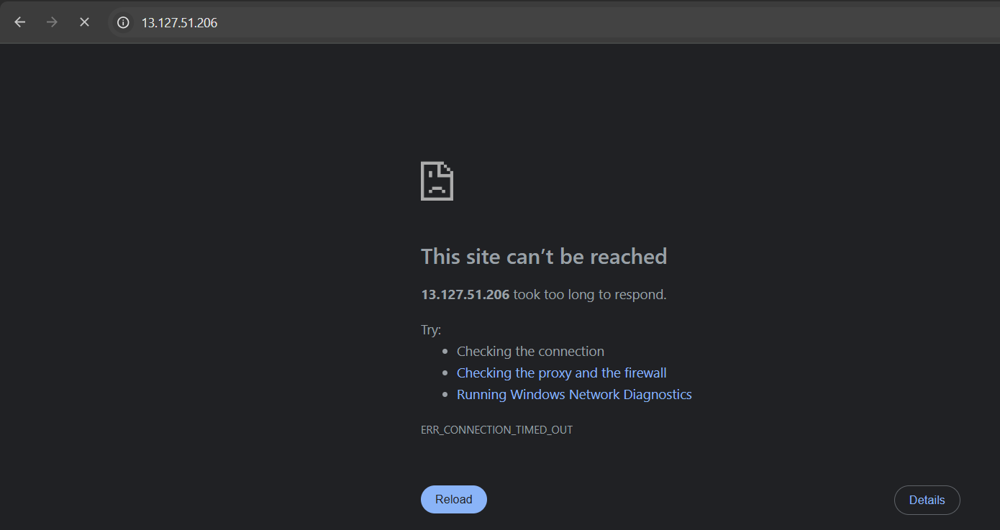 13.127.51.206
This site can’t be reached
13.127.51.206 took too long to respond.
Try:
Checking the connection
Checking the proxy and the firewall
Running Windows Network Diagnostics
ERR_CONNECTION_TIMED_OUT
Reload
Details